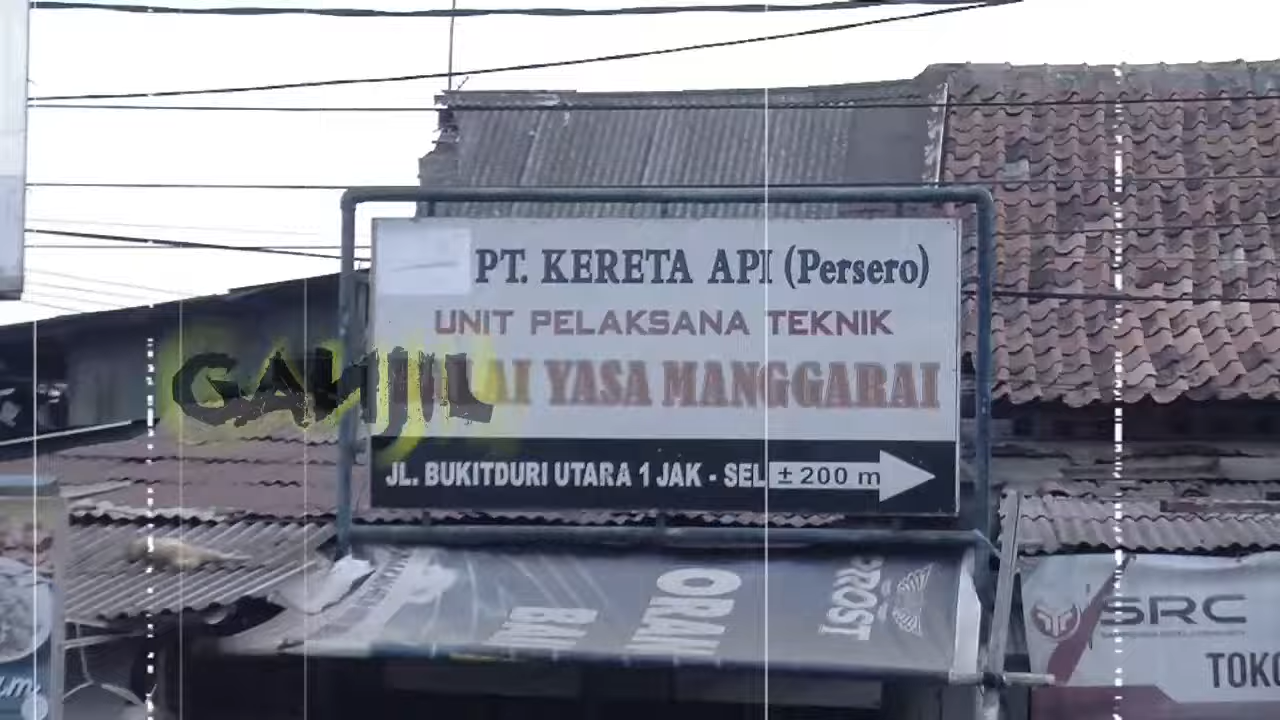 PT. KERETA API (Persero)
UNIT PELAKSANA TEKNIK
GANJIL
YASA MANGGARAI
JL. BUKITDURI UTARA 1 JAK - SEL ± 200 m
PROST
SRC
TOKO